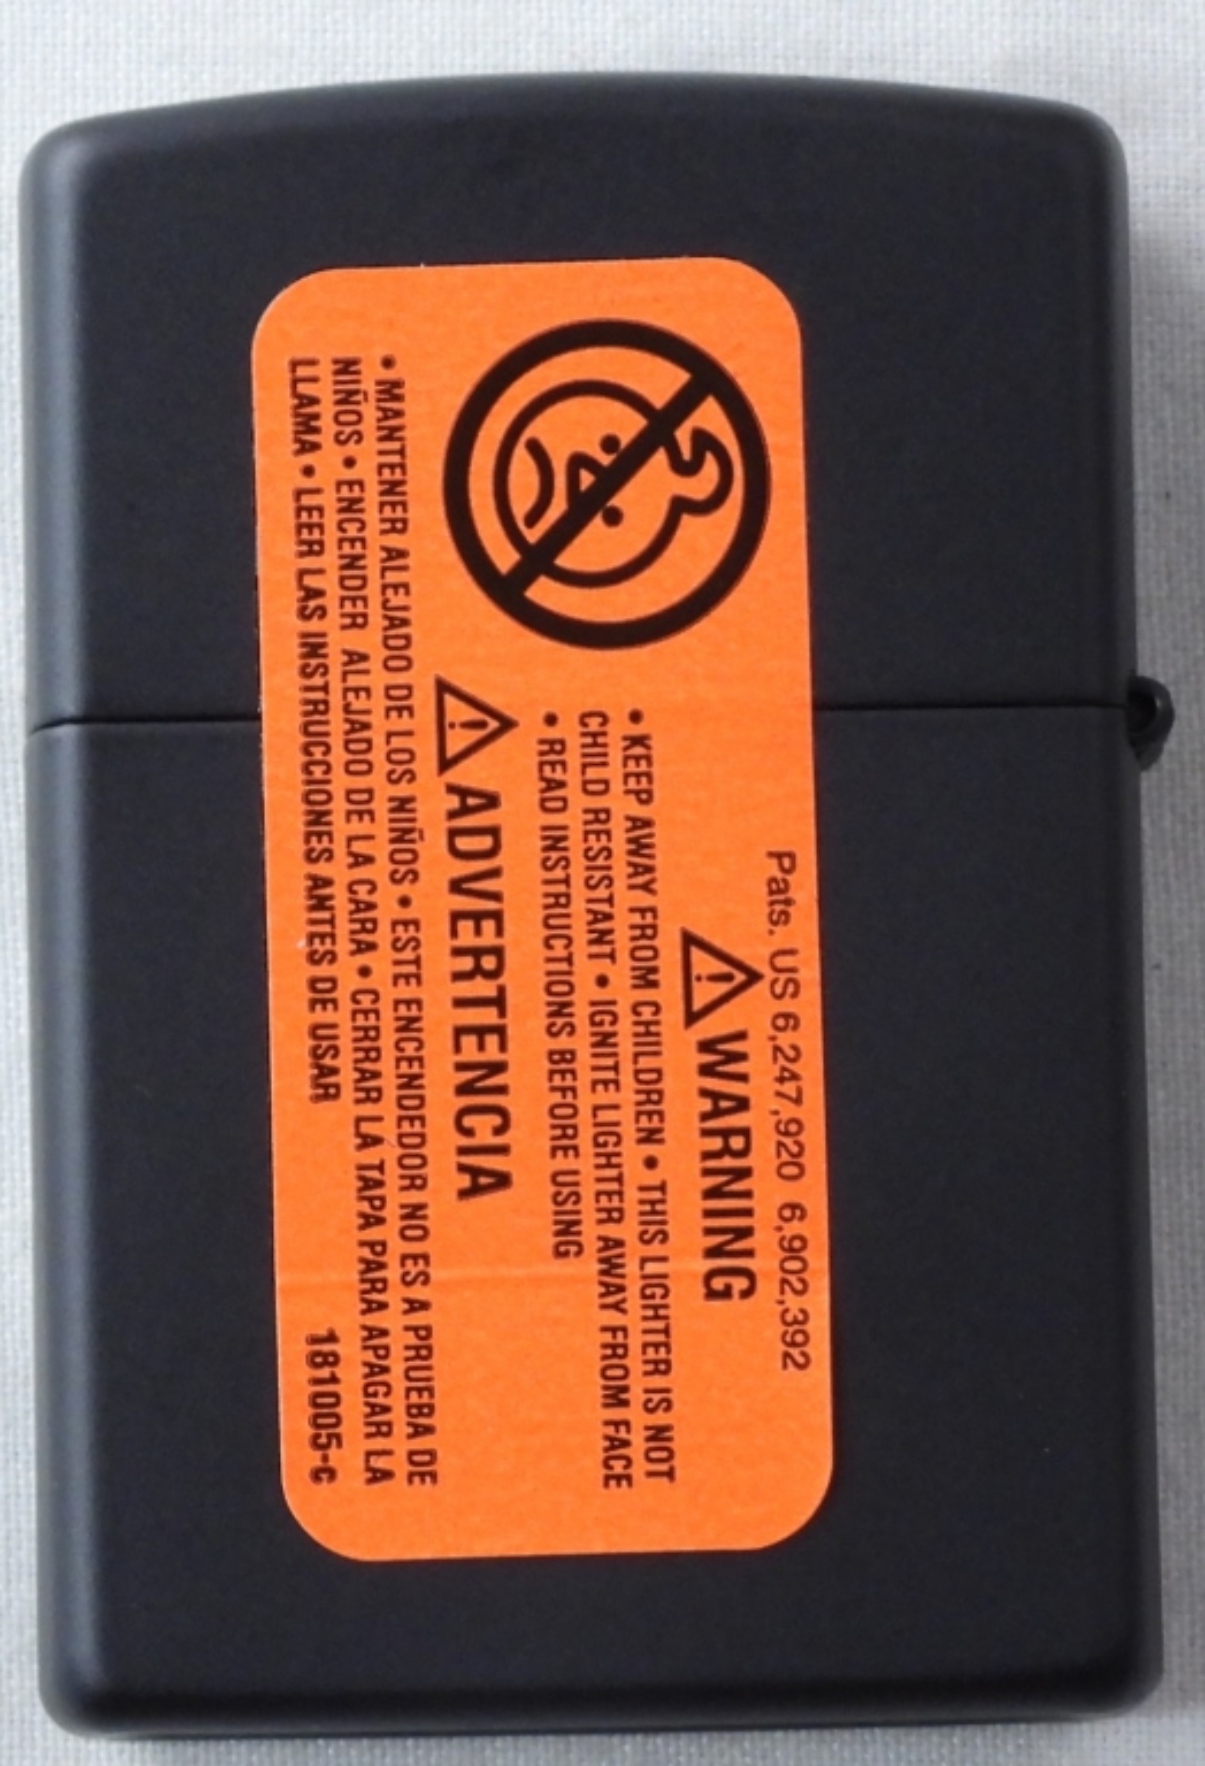 Pats. US 6,247,920 6,902,392
WARNING
• KEEP AWAY FROM CHILDREN • THIS LIGHTER IS NOT
CHILD RESISTANT • IGNITE LIGHTER AWAY FROM FACE
• READ INSTRUCTIONS BEFORE USING
ADVERTENCIA
• MANTENER ALEJADO DE LOS NIÑOS • ESTE ENCENDEDOR NO ES A PRUEBA DE
NIÑOS • ENCENDER ALEJADO DE LA CARA • CERRAR LA TAPA PARA APAGAR LA
LLAMA • LEER LAS INSTRUCCIONES ANTES DE USAR
181005-c